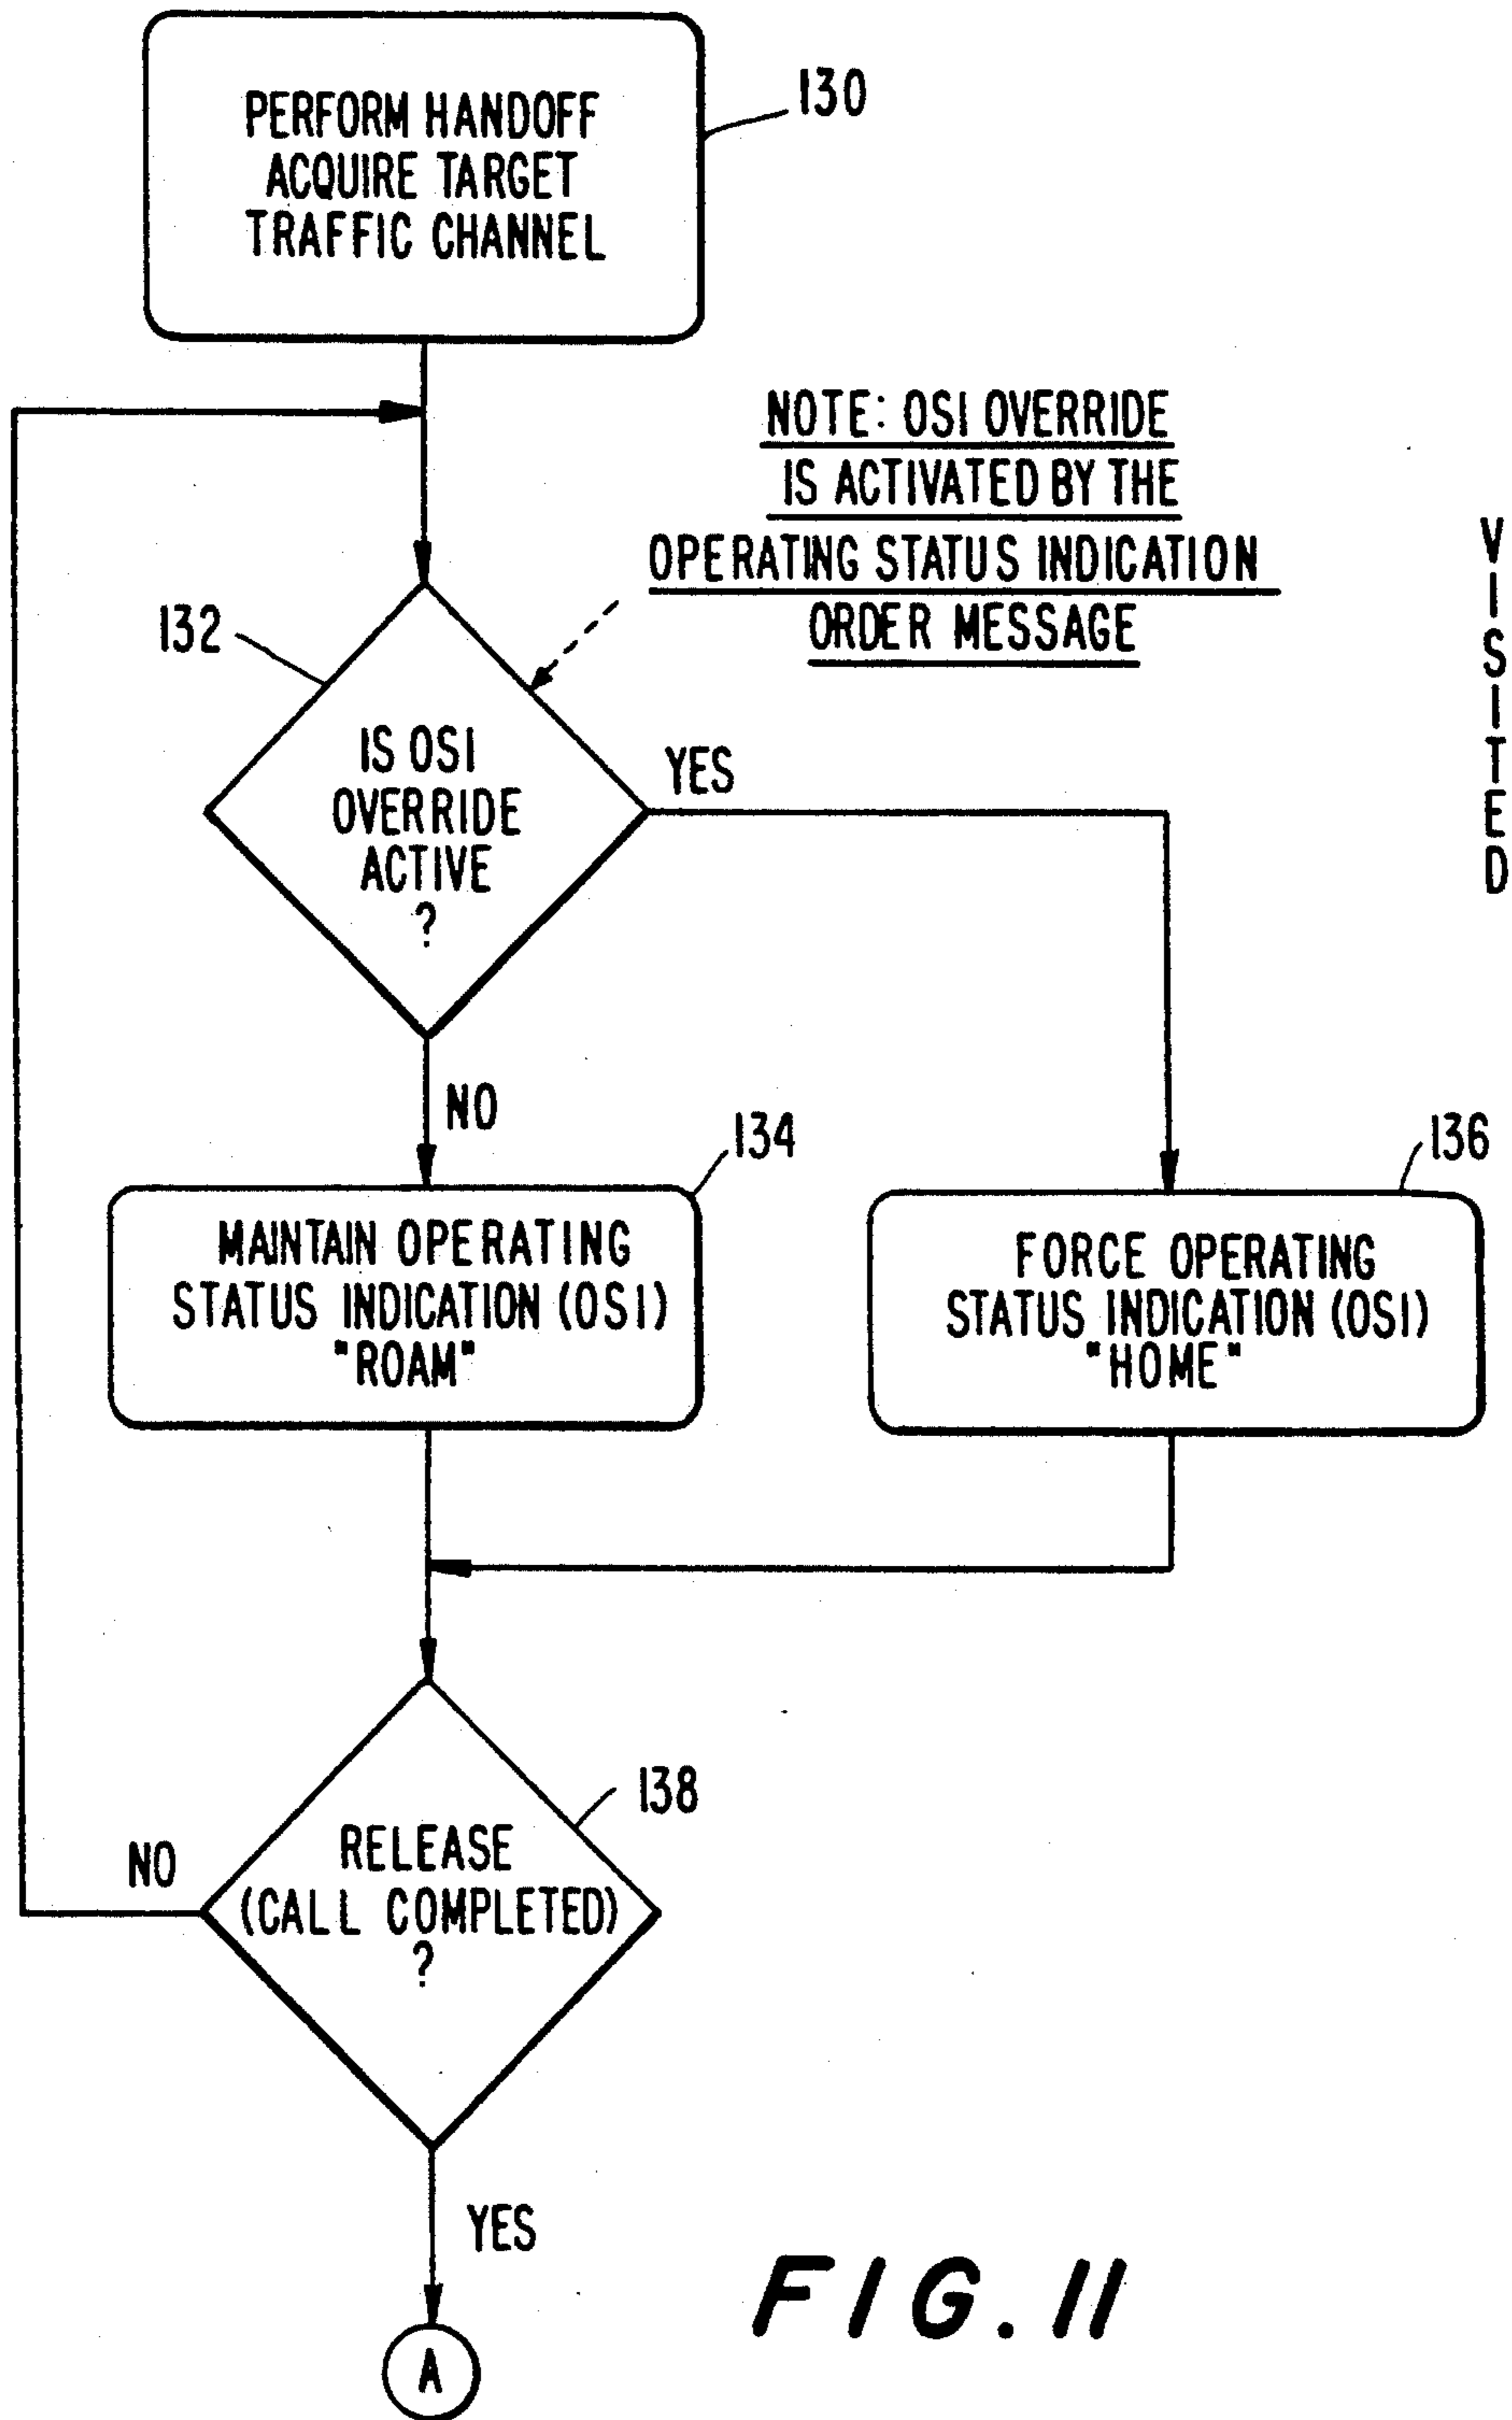 PERFORM HANDOFF
ACQUIRE TARGET
TRAFFIC CHANNEL
130
NOTE: OSI OVERRIDE
IS ACTIVATED BY THE
OPERATING STATUS INDICATION
ORDER MESSAGE
VISITED
132
IS OSI
OVERRIDE
ACTIVE
?
YES
NO
134
MAINTAIN OPERATING
STATUS INDICATION (OSI)
"ROAM"
136
FORCE OPERATING
STATUS INDICATION (OSI)
"HOME"
138
RELEASE
(CALL COMPLETED)
?
NO
YES
A
FIG. 11